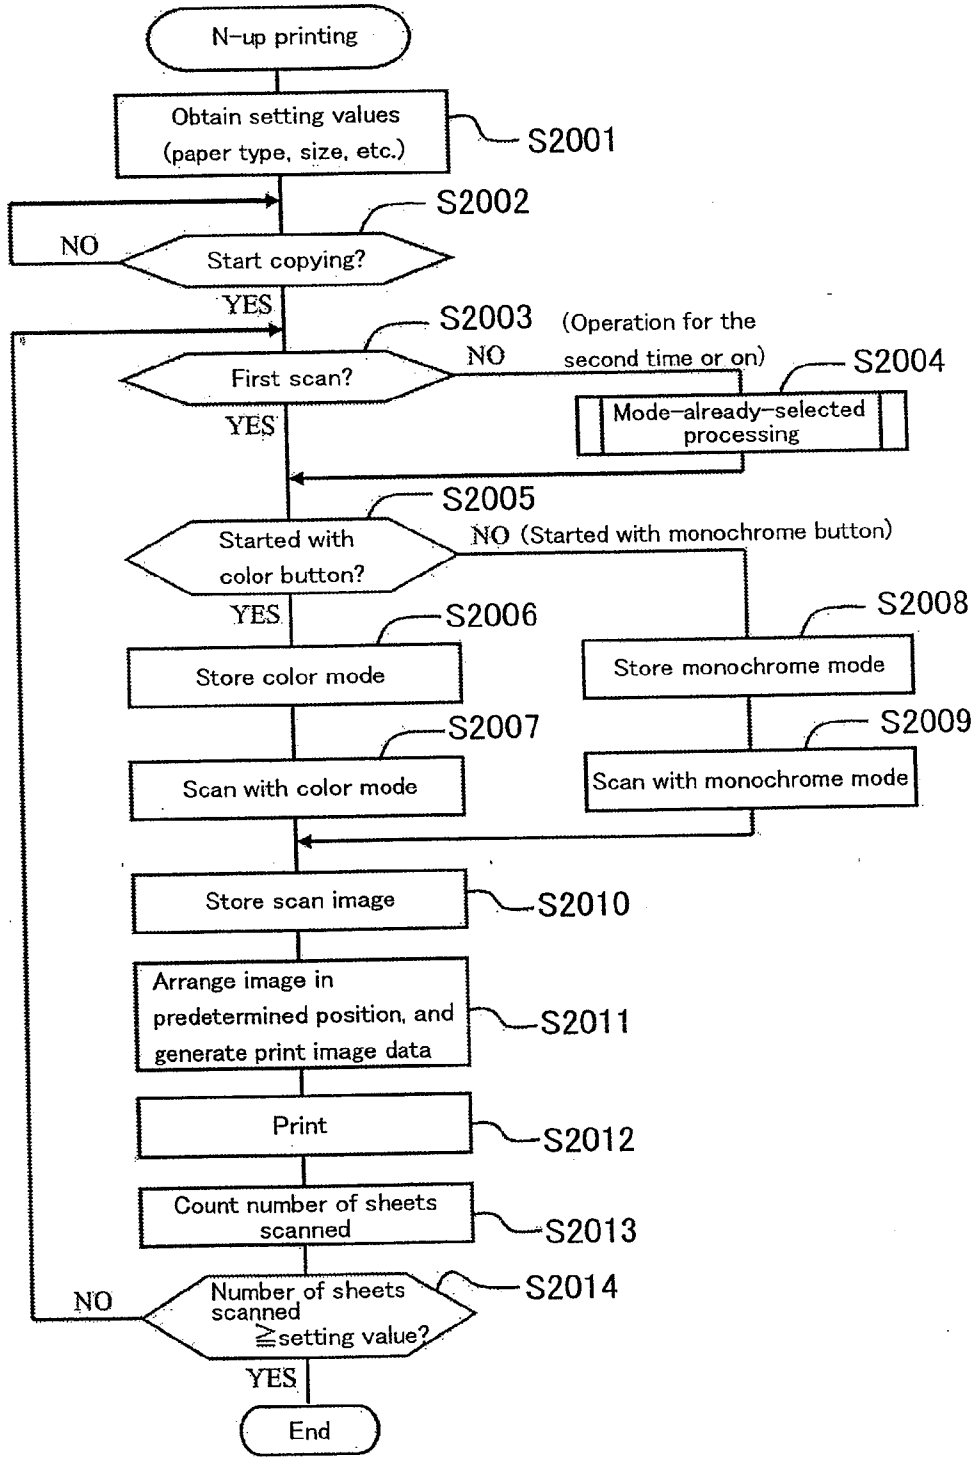 N-up printing
Obtain setting values
(paper type, size, etc.)
S2001
S2002
NO
Start copying?
YES
S2003
(Operation for the
NO
second time or on)
First scan?
S2004
YES
Mode-already-selected
processing
S2005
NO (Started with monochrome button)
Started with
color button?
YES
S2006
S2008
Store color mode
Store monochrome mode
S2007
S2009
Scan with color mode
Scan with monochrome mode
Store scan image
S2010
Arrange image in
predetermined position, and
generate print image data
S2011
Print
S2012
Count number of sheets
scanned
S2013
Number of sheets
scanned
≧setting value?
S2014
NO
YES
End